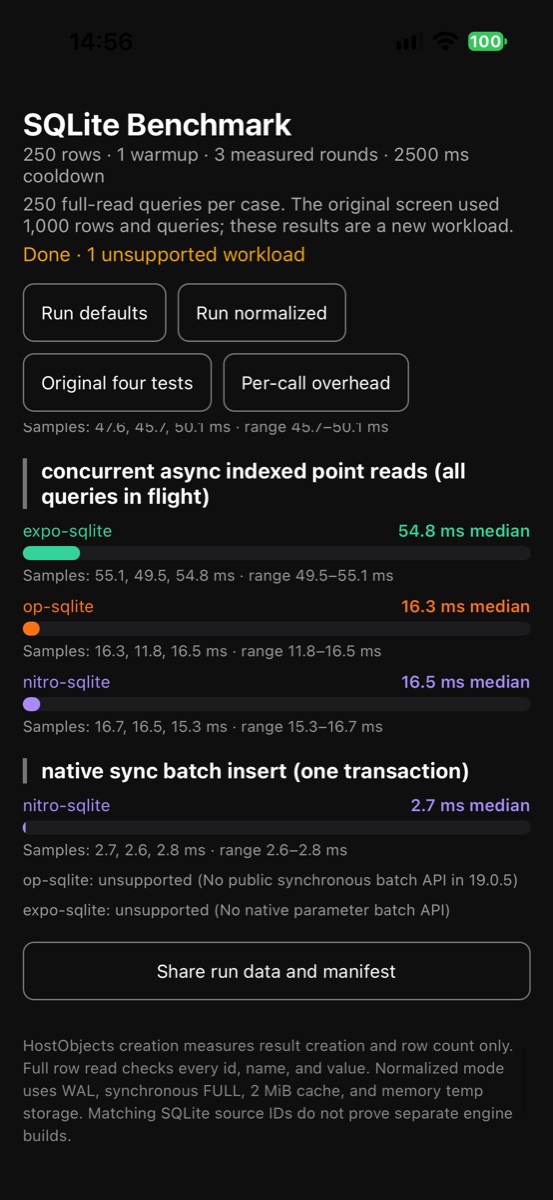 14:56
100
SQLite Benchmark
250 rows · 1 warmup · 3 measured rounds · 2500 ms
cooldown
250 full-read queries per case. The original screen used
1,000 rows and queries; these results are a new workload.
Done · 1 unsupported workload
Run defaults
Run normalized
Original four tests
Per-call overhead
Samples: 47.6, 45.7, 50.1 ms · range 45.7–50.1 ms
concurrent async indexed point reads (all
queries in flight)
expo-sqlite
54.8 ms median
Samples: 55.1, 49.5, 54.8 ms · range 49.5–55.1 ms
op-sqlite
16.3 ms median
Samples: 16.3, 11.8, 16.5 ms · range 11.8–16.5 ms
nitro-sqlite
16.5 ms median
Samples: 16.7, 16.5, 15.3 ms · range 15.3–16.7 ms
native sync batch insert (one transaction)
nitro-sqlite
2.7 ms median
Samples: 2.7, 2.6, 2.8 ms · range 2.6–2.8 ms
op-sqlite: unsupported (No public synchronous batch API in 19.0.5)
expo-sqlite: unsupported (No native parameter batch API)
Share run data and manifest
HostObjects creation measures result creation and row count only.
Full row read checks every id, name, and value. Normalized mode
uses WAL, synchronous FULL, 2 MiB cache, and memory temp
storage. Matching SQLite source IDs do not prove separate engine
builds.